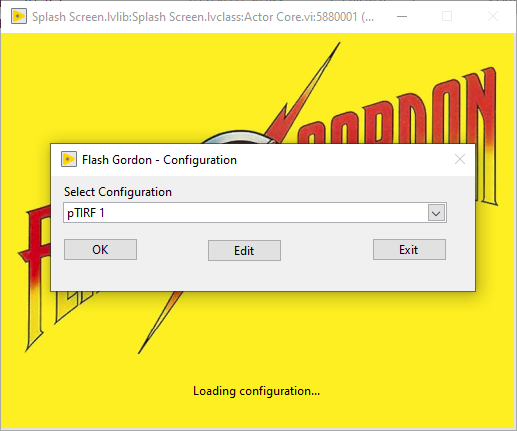 Splash Screen.lvlib:Splash Screen.lvclass:Actor Core.vi:5880001 (...
GORDON
Flash Gordon - Configuration
Select Configuration
pTIRF 1
OK
Edit
Exit
Loading configuration...